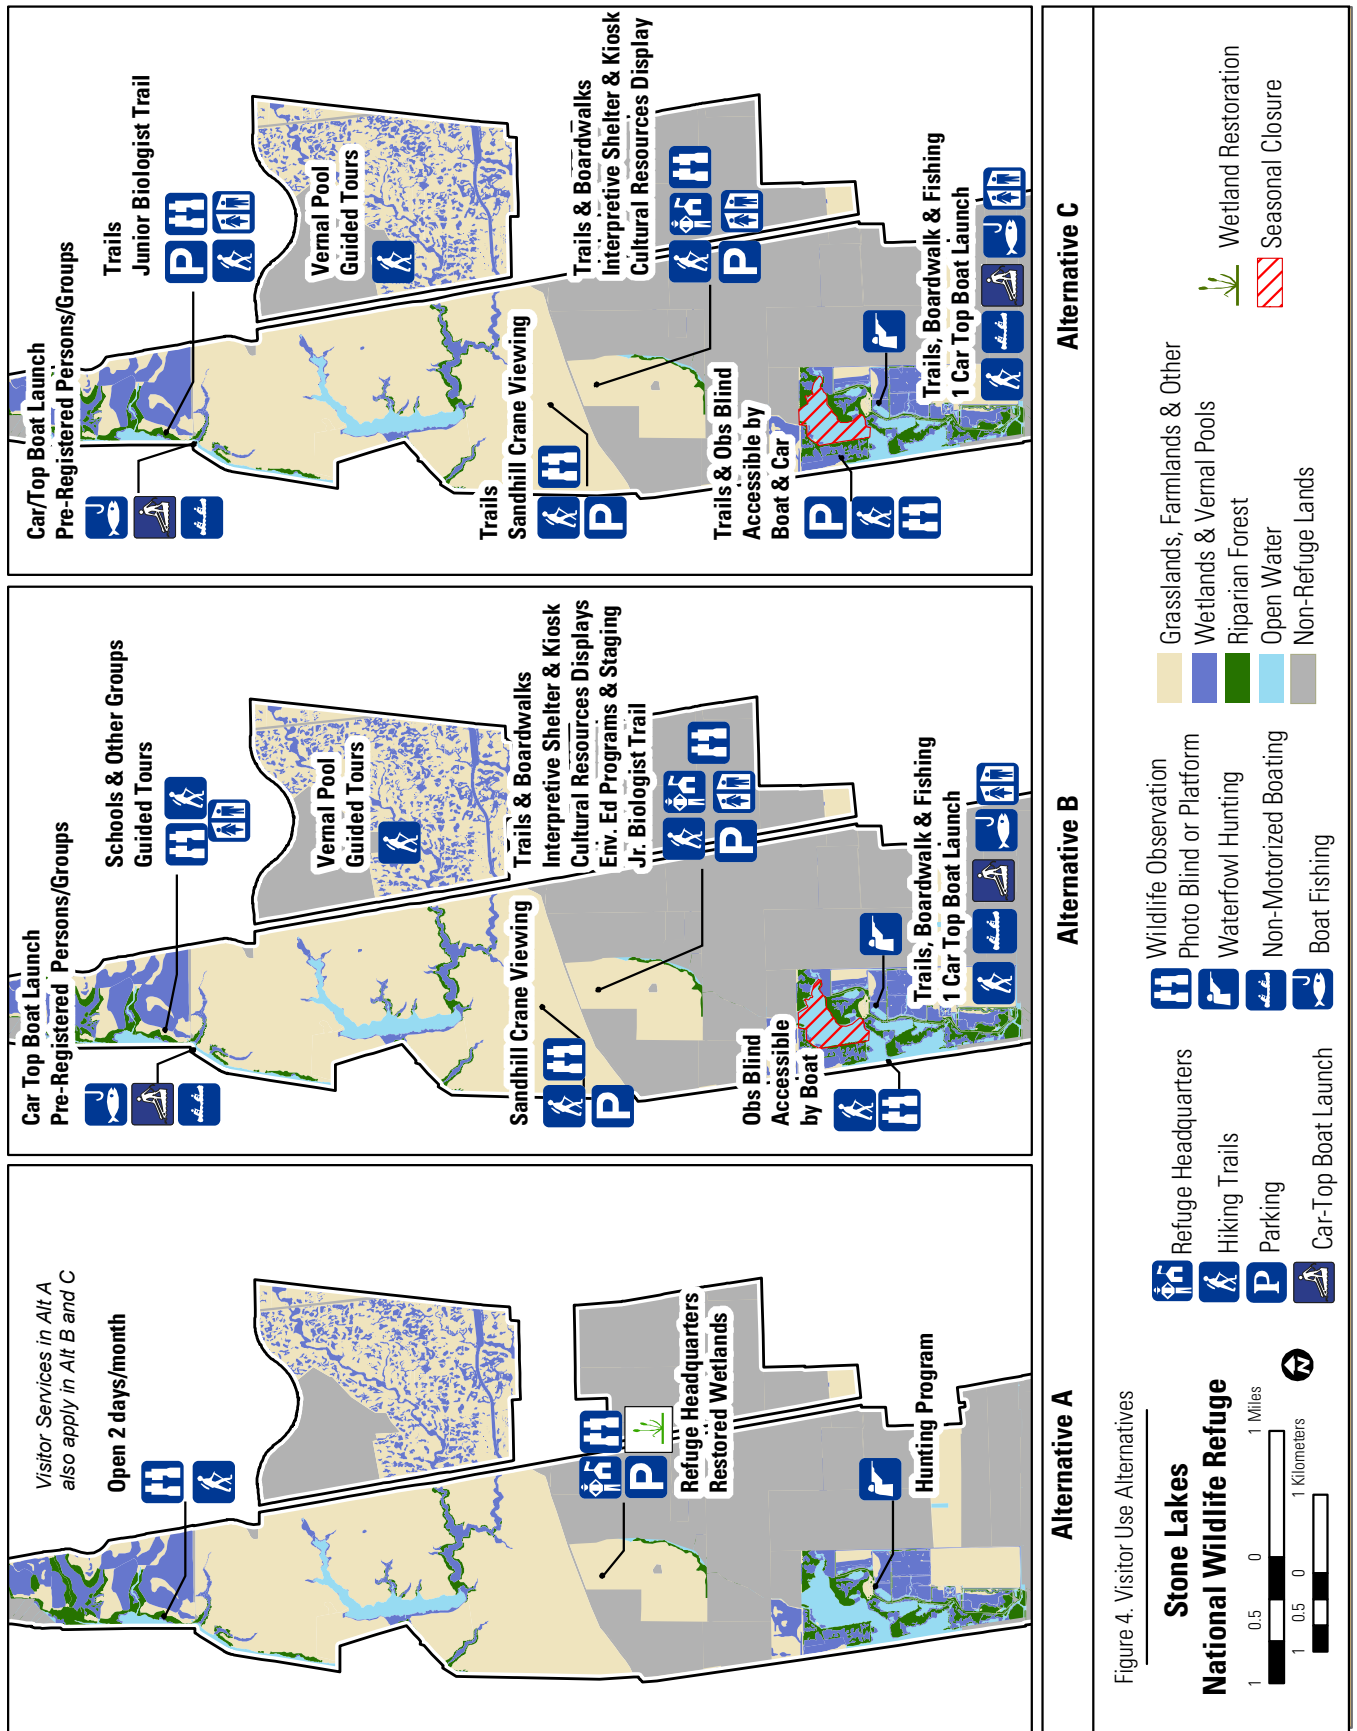 Visitor Services in Alt A
also apply in Alt B and C
Open 2 days/month
Refuge Headquarters
Restored Wetlands
P
Hunting Program
Alternative A
Car Top Boat Launch
Pre-Registered Persons/Groups
Schools & Other Groups
Guided Tours
Vernal Pool
Guided Tours
Sandhill Crane Viewing
P
Trails & Boardwalks
Interpretive Shelter & Kiosk
Cultural Resources Displays
Env. Ed Programs & Staging
Jr. Biologist Trail
P
Obs Blind
Accessible
by Boat
Trails, Boardwalk & Fishing
1 Car Top Boat Launch
Alternative B
Car/Top Boat Launch
Pre-Registered Persons/Groups
Trails
Junior Biologist Trail
P
Vernal Pool
Guided Tours
Trails
Sandhill Crane Viewing
P
Trails & Boardwalks
Interpretive Shelter & Kiosk
Cultural Resources Display
P
Trails & Obs Blind
Accessible by
Boat & Car
P
Trails, Boardwalk & Fishing
1 Car Top Boat Launch
Alternative C
Figure 4. Visitor Use Alternatives
Stone Lakes
National Wildlife Refuge
1 0.5 0 1 Miles
1 0.5 0 1 Kilometers
N
Refuge Headquarters
Hiking Trails
P Parking
Car-Top Boat Launch
Wildlife Observation
Photo Blind or Platform
Waterfowl Hunting
Non-Motorized Boating
Boat Fishing
Grasslands, Farmlands & Other
Wetlands & Vernal Pools
Riparian Forest
Open Water
Non-Refuge Lands
Wetland Restoration
Seasonal Closure